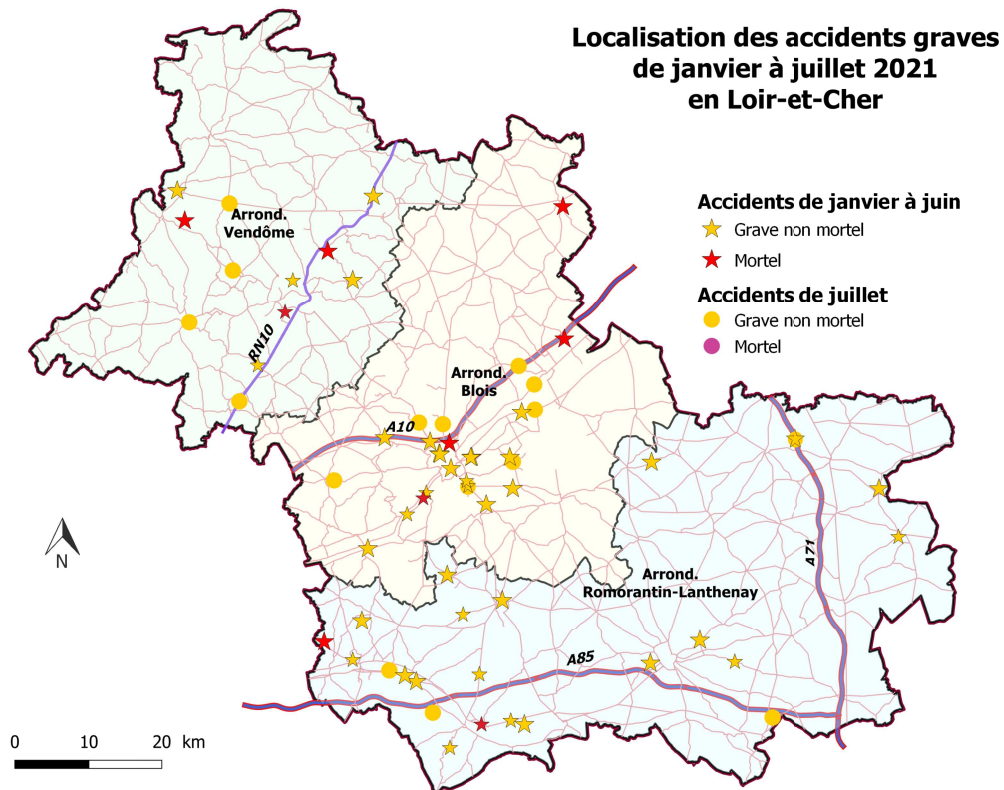 Localisation des accidents graves
de janvier à juillet 2021
en Loir-et-Cher
Accidents de janvier à juin
Grave non mortel
Mortel
Accidents de juillet
Grave non mortel
Mortel
Arrond.
Vendôme
RN10
Arrond.
Blois
A10
Arrond.
Romorantin-Lanthenay
A71
A85
N
0 10 20 km